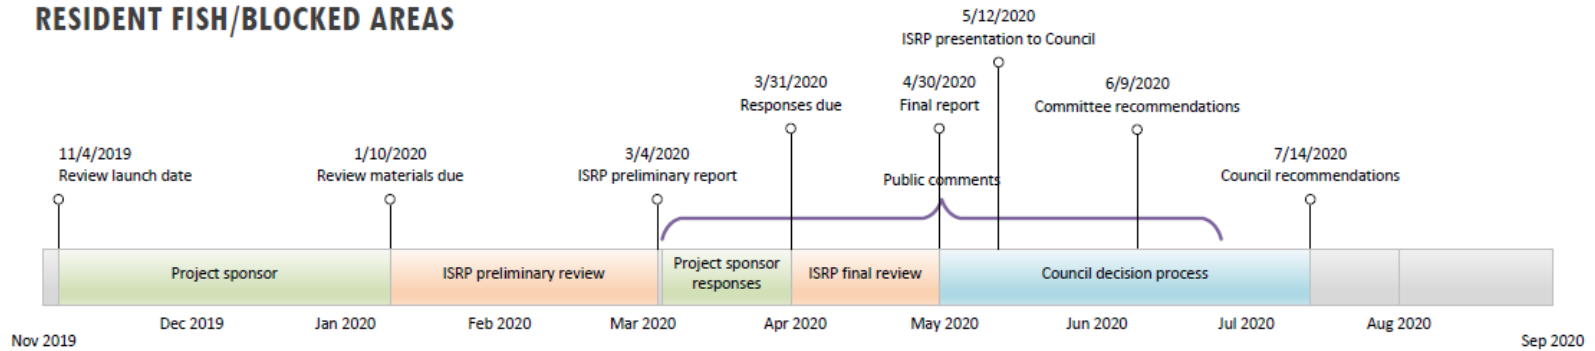 RESIDENT FISH/BLOCKED AREAS
5/12/2020
ISRP presentation to Council
3/31/2020
Responses due
4/30/2020
Final report
6/9/2020
Committee recommendations
11/4/2019
Review launch date
1/10/2020
Review materials due
3/4/2020
ISRP preliminary report
Public comments
7/14/2020
Council recommendations
Project sponsor
ISRP preliminary review
Project sponsor
responses
ISRP final review
Council decision process
Nov 2019
Dec 2019
Jan 2020
Feb 2020
Mar 2020
Apr 2020
May 2020
Jun 2020
Jul 2020
Aug 2020
Sep 2020